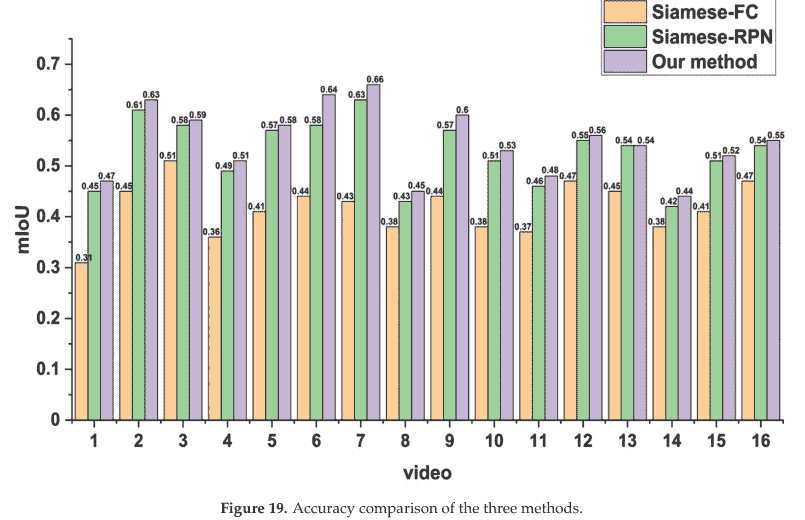 Siamese-FC
Siamese-RPN
Our method
mIoU
0.7
0.6
0.5
0.4
0.3
0.2
0.1
0
0.31 0.45 0.47
0.45 0.61 0.63
0.51 0.58 0.59
0.36 0.49 0.51
0.41 0.57 0.58
0.44 0.58 0.64
0.43 0.63 0.66
0.38 0.43 0.45
0.44 0.57 0.6
0.38 0.51 0.53
0.37 0.46 0.48
0.47 0.55 0.56
0.45 0.54 0.54
0.38 0.42 0.44
0.41 0.51 0.52
0.47 0.54 0.55
1 2 3 4 5 6 7 8 9 10 11 12 13 14 15 16
video
Figure 19. Accuracy comparison of the three methods.